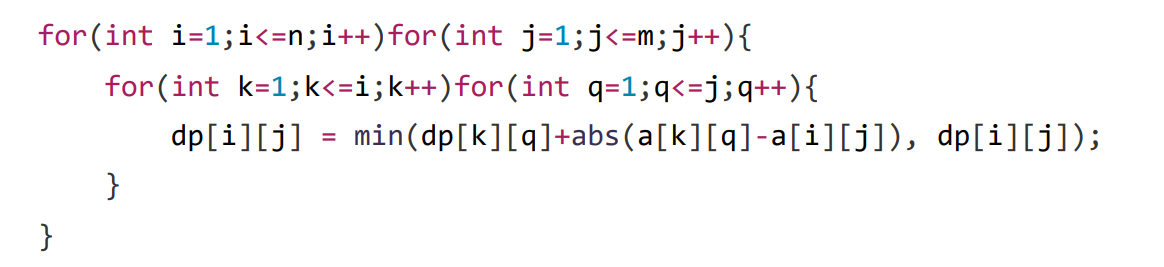 for(int i=1;i<=n;i++)for(int j=1;j<=m;j++){
    for(int k=1;k<=i;k++)for(int q=1;q<=j;q++){
        dp[i][j] = min(dp[k][q]+abs(a[k][q]-a[i][j]), dp[i][j]);
    }
}